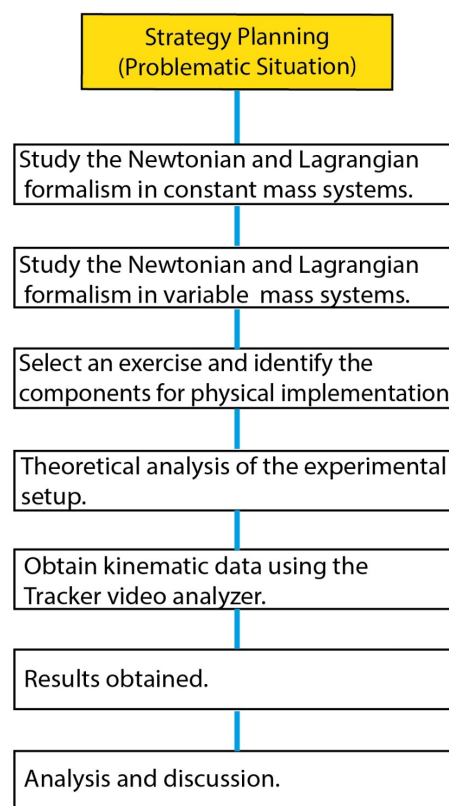 Strategy Planning
(Problematic Situation)
Study the Newtonian and Lagrangian
formalism in constant mass systems.
Study the Newtonian and Lagrangian
formalism in variable mass systems.
Select an exercise and identify the
components for physical implementation
Theoretical analysis of the experimental
setup.
Obtain kinematic data using the
Tracker video analyzer.
Results obtained.
Analysis and discussion.